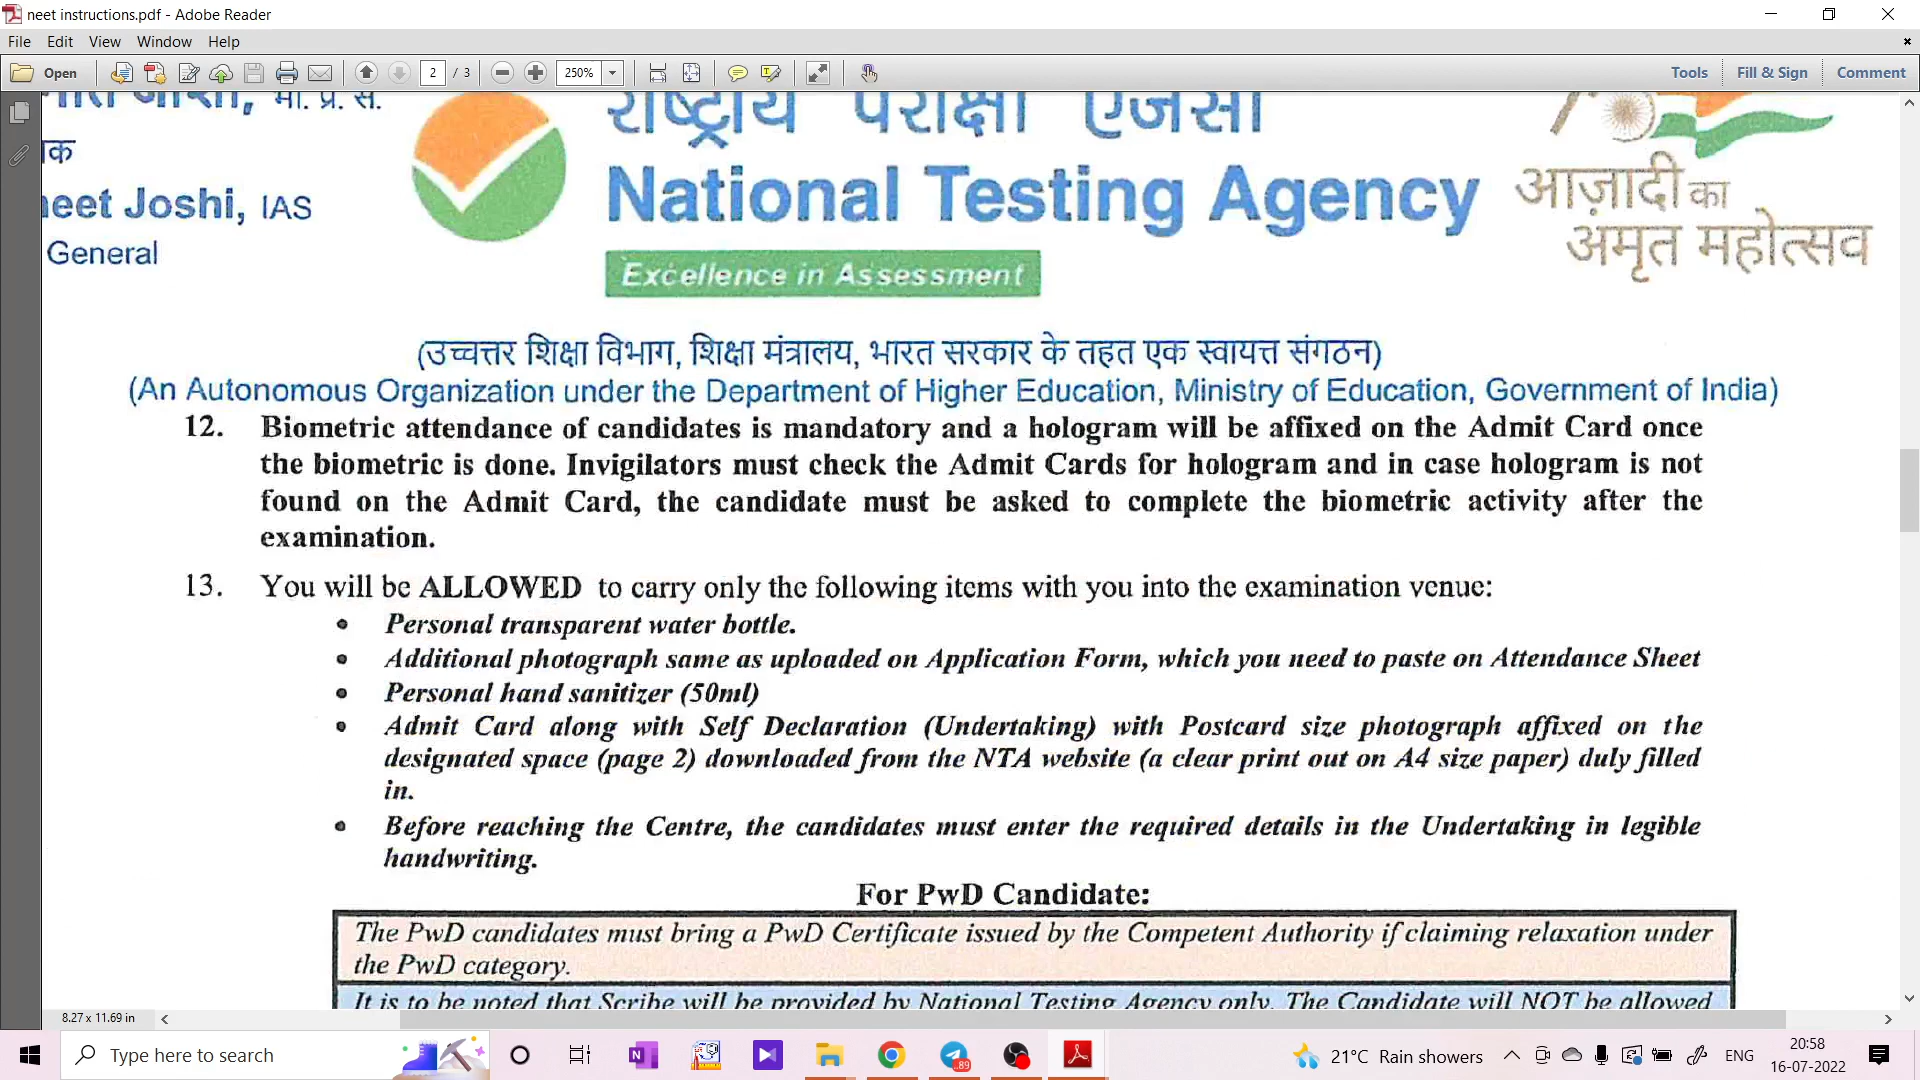 neet instructions.pdf - Adobe Reader
File Edit View Window Help
Open 2 / 3 250% Tools Fill & Sign Comment
मा. प्र. से.
राष्ट्रीय परीक्षा एजेंसी
National Testing Agency
Excellence in Assessment
आज़ादी का
अमृत महोत्सव
Joshi, IAS
General
(उच्चत्तर शिक्षा विभाग, शिक्षा मंत्रालय, भारत सरकार के तहत एक स्वायत्त संगठन)
(An Autonomous Organization under the Department of Higher Education, Ministry of Education, Government of India)
12. Biometric attendance of candidates is mandatory and a hologram will be affixed on the Admit Card once
the biometric is done. Invigilators must check the Admit Cards for hologram and in case hologram is not
found on the Admit Card, the candidate must be asked to complete the biometric activity after the
examination.
13. You will be ALLOWED to carry only the following items with you into the examination venue:
• Personal transparent water bottle.
• Additional photograph same as uploaded on Application Form, which you need to paste on Attendance Sheet
• Personal hand sanitizer (50ml)
• Admit Card along with Self Declaration (Undertaking) with Postcard size photograph affixed on the
designated space (page 2) downloaded from the NTA website (a clear print out on A4 size paper) duly filled
in.
• Before reaching the Centre, the candidates must enter the required details in the Undertaking in legible
handwriting.
For PwD Candidate:
The PwD candidates must bring a PwD Certificate issued by the Competent Authority if claiming relaxation under
the PwD category.
It is to be noted that Scribe will be provided by National Testing Agency only. The Candidate will NOT be allowed
8.27 x 11.69 in
Type here to search
89
21°C Rain showers
ENG
20:58
16-07-2022